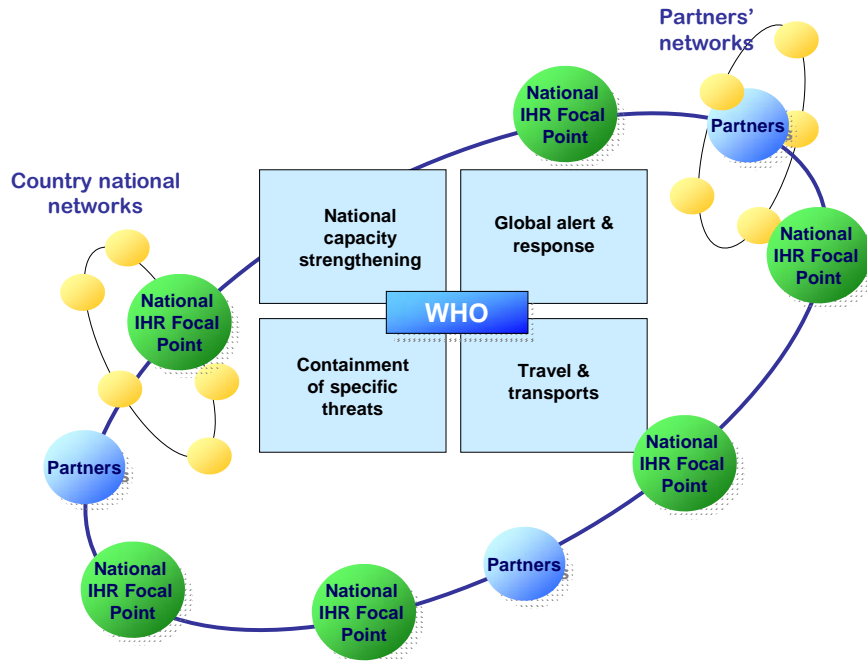 Partners'
networks
National
IHR Focal
Point
Partners
Country national
networks
National
capacity
strengthening
Global alert &
response
National
IHR Focal
Point
National
IHR Focal
Point
WHO
Containment
of specific
threats
Travel &
transports
National
IHR Focal
Point
Partners
Partners
National
IHR Focal
Point
National
IHR Focal
Point